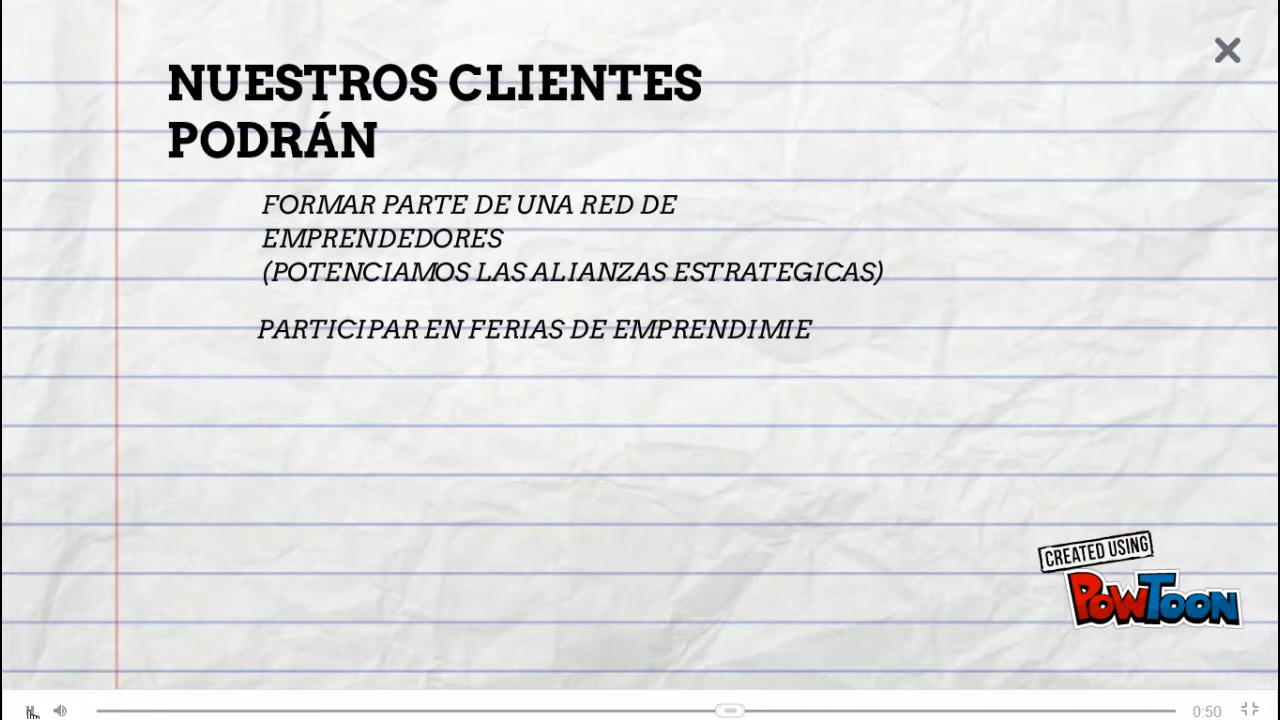 NUESTROS CLIENTES
PODRÁN
FORMAR PARTE DE UNA RED DE
EMPRENDEDORES
(POTENCIAMOS LAS ALIANZAS ESTRATEGICAS)
PARTICIPAR EN FERIAS DE EMPRENDIMIE
CREATED USING
POWTOON
0:50